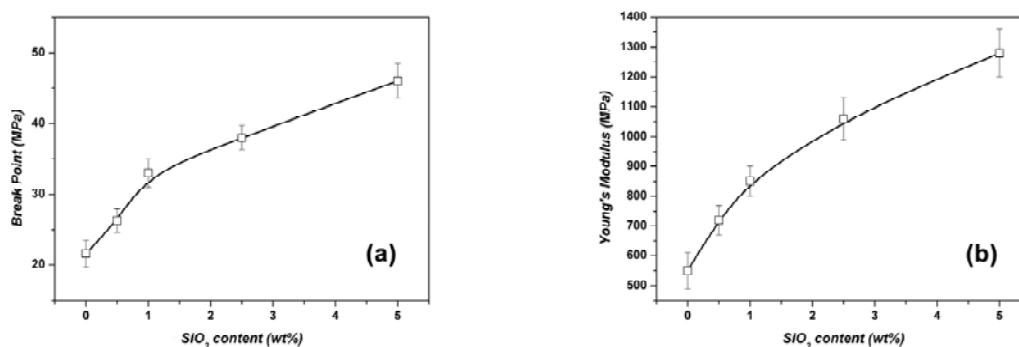 50
40
30
20
Break Point (MPa)
(a)
0 1 2 3 4 5
SiO2 content (wt%)
1400
1300
1200
1100
1000
900
800
700
600
500
Young's Modulus (MPa)
(b)
0 1 2 3 4 5
SiO2 content (wt%)